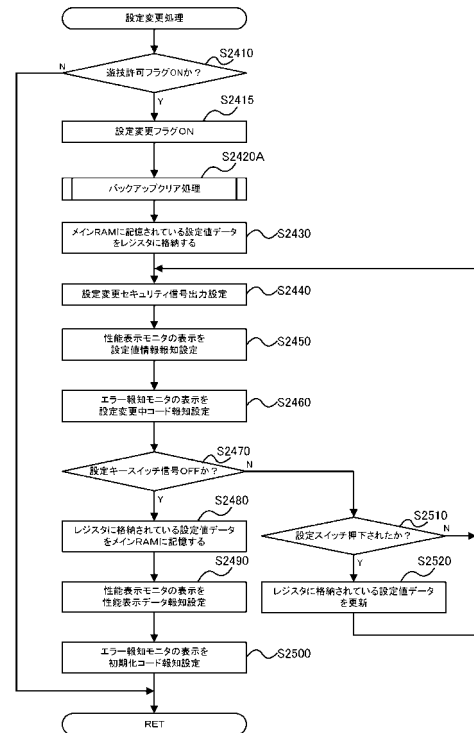 設定変更処理
S2410
N
遊技許可フラグONか？
Y
S2415
設定変更フラグON
S2420A
バックアップクリア処理
メインRAMに記憶されている設定値データ
をレジスタに格納する
S2430
設定変更セキュリティ信号出力設定
S2440
性能表示モニタの表示を
設定値情報報知設定
S2450
エラー報知モニタの表示を
設定変更中コード報知設定
S2460
S2470
設定キースイッチ信号OFFか？
N
Y
S2480
レジスタに格納されている設定値データ
をメインRAMに記憶する
S2510
設定スイッチ押下されたか？
N
Y
S2490
性能表示モニタの表示を
性能表示データ報知設定
S2520
レジスタに格納されている設定値データ
を更新
エラー報知モニタの表示を
初期化コード報知設定
S2500
RET